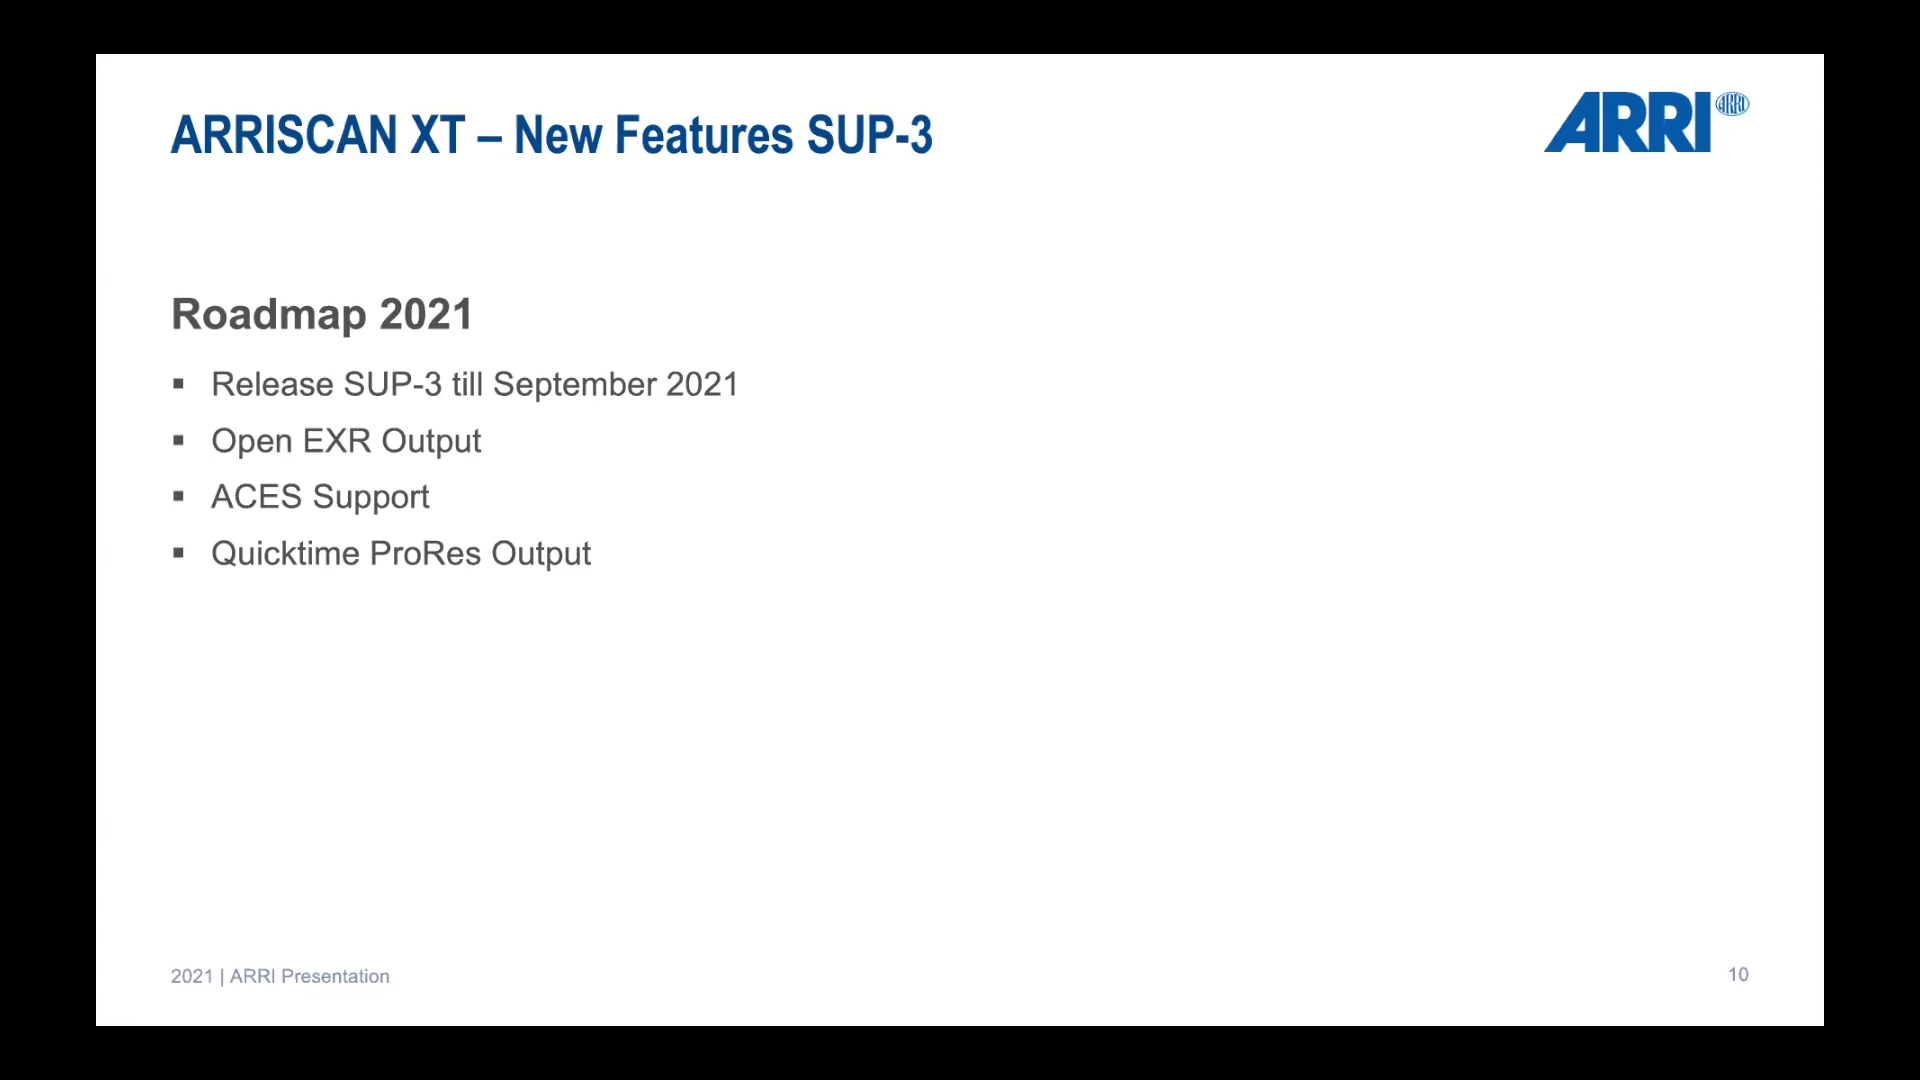 ARRISCAN XT – New Features SUP-3
ARRI
ARRI
Roadmap 2021
▪ Release SUP-3 till September 2021
▪ Open EXR Output
▪ ACES Support
▪ Quicktime ProRes Output
2021 | ARRI Presentation
10